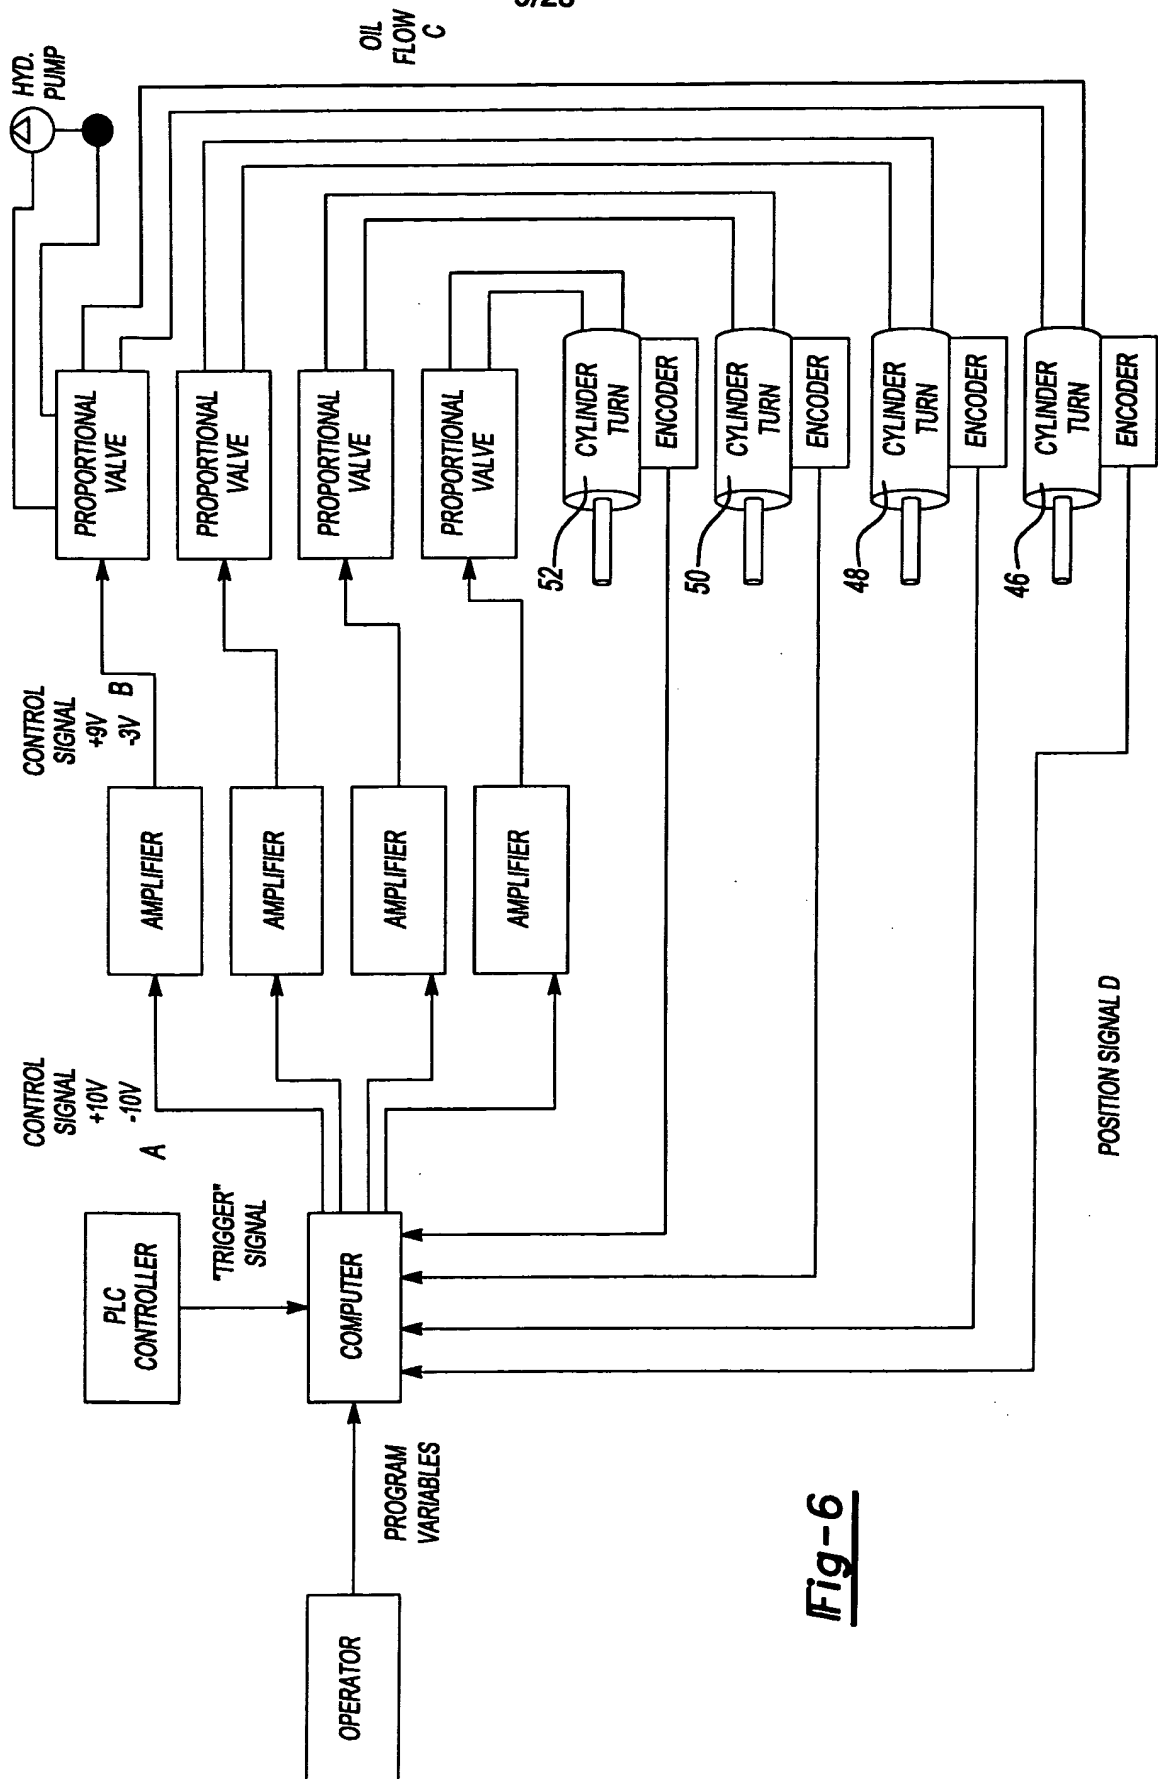 CONTROL
SIGNAL
+10V
-10V
A
CONTROL
SIGNAL
+9V
-3V B
HYD.
PUMP
OIL
FLOW
C
PLC
CONTROLLER
"TRIGGER"
SIGNAL
OPERATOR
PROGRAM
VARIABLES
COMPUTER
AMPLIFIER
AMPLIFIER
AMPLIFIER
AMPLIFIER
PROPORTIONAL
VALVE
PROPORTIONAL
VALVE
PROPORTIONAL
VALVE
PROPORTIONAL
VALVE
52
CYLINDER
TURN
ENCODER
50
CYLINDER
TURN
ENCODER
48
CYLINDER
TURN
ENCODER
46
CYLINDER
TURN
ENCODER
POSITION SIGNAL D
Fig-6